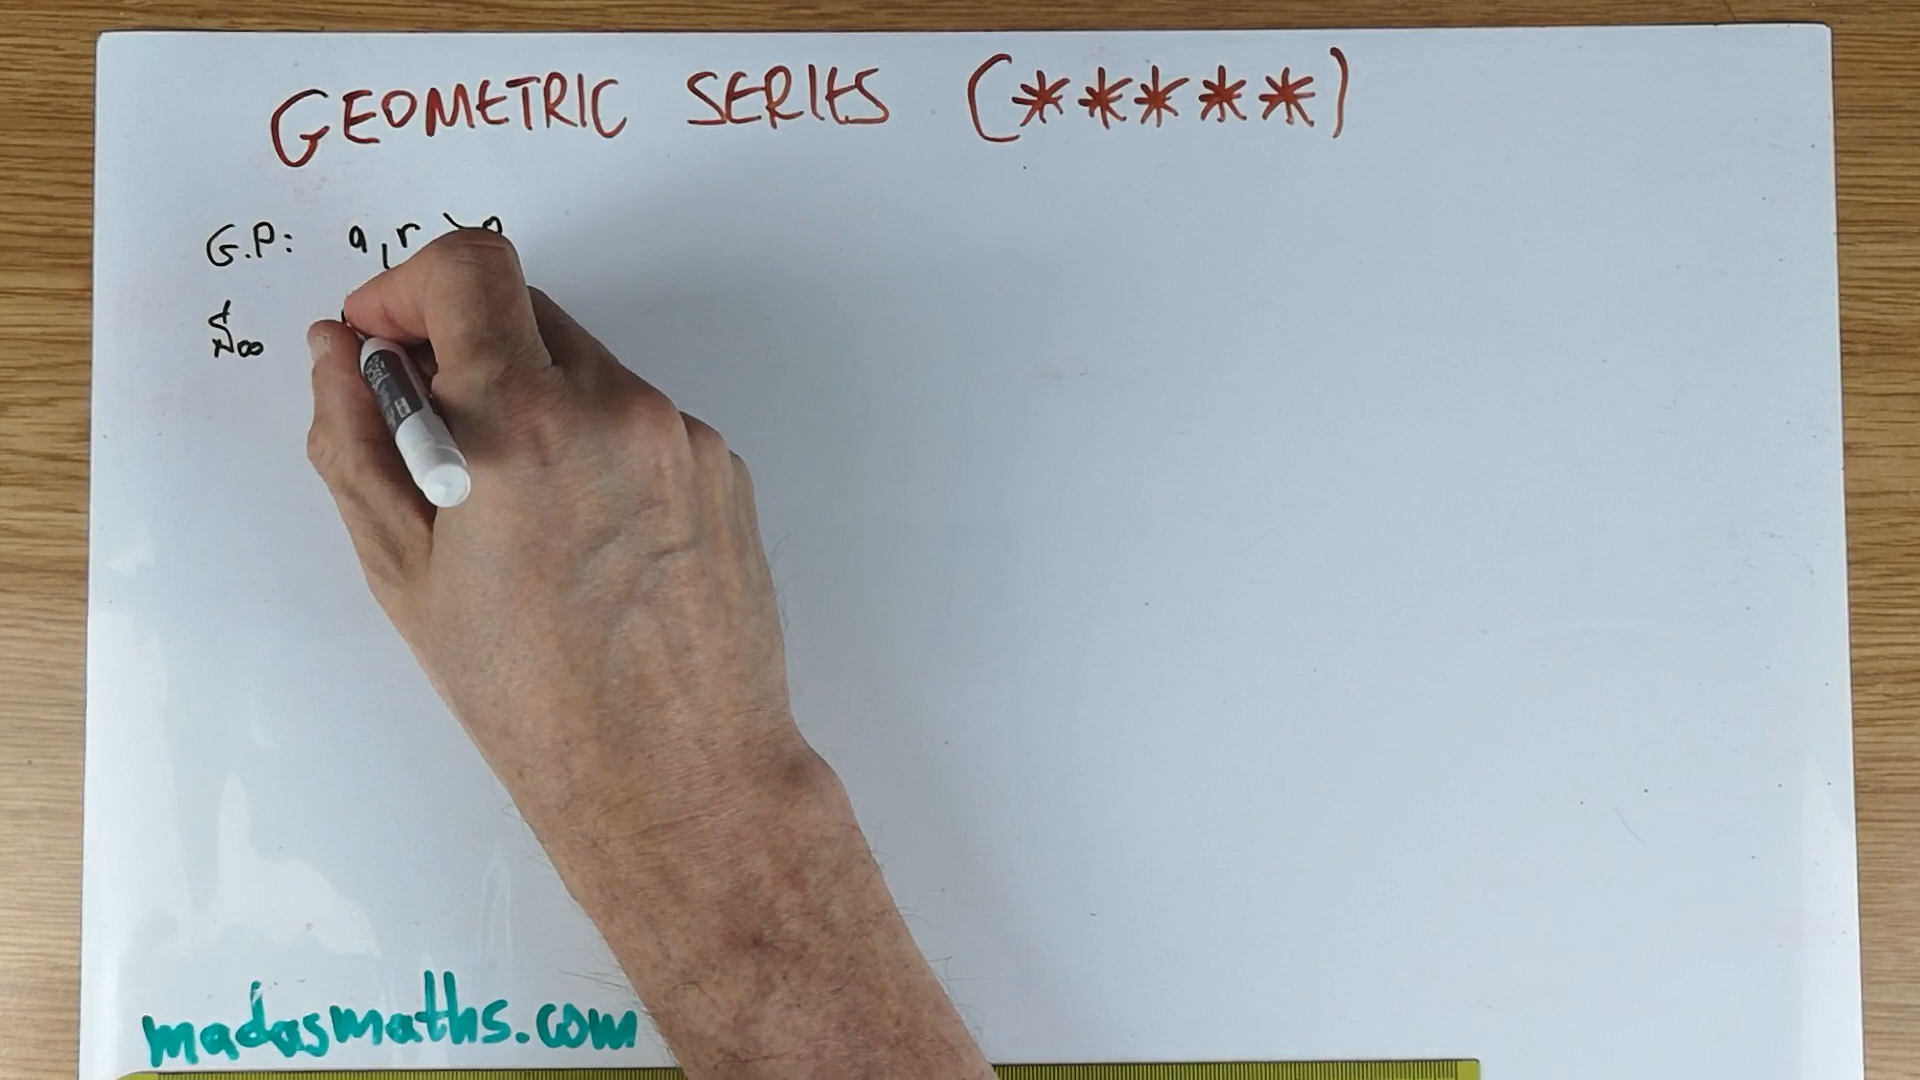 GEOMETRIC SERIES (*****)
G.P: a, r >0
S∞
madasmaths.com